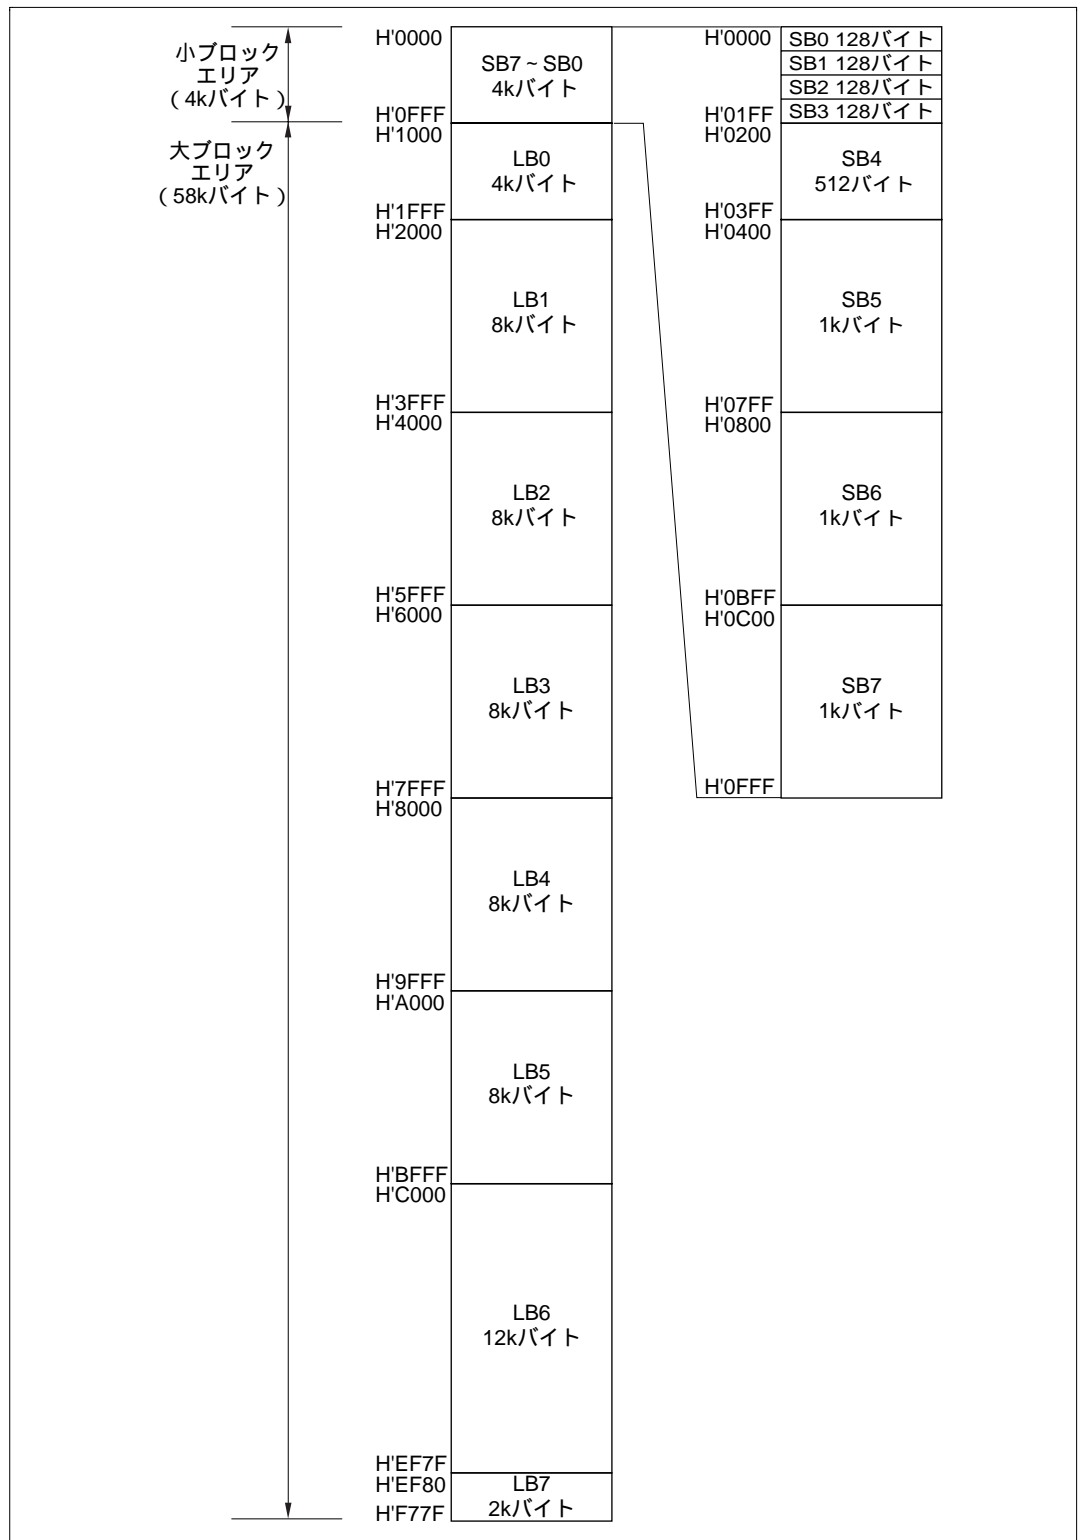 小ブロック
エリア
( 4kバイト )
大ブロック
エリア
( 58kバイト )
H'0000
SB7 ~ SB0
4kバイト
H'0FFF
H'1000
LB0
4kバイト
H'1FFF
H'2000
LB1
8kバイト
H'3FFF
H'4000
LB2
8kバイト
H'5FFF
H'6000
LB3
8kバイト
H'7FFF
H'8000
LB4
8kバイト
H'9FFF
H'A000
LB5
8kバイト
H'BFFF
H'C000
LB6
12kバイト
H'EF7F
H'EF80
LB7
2kバイト
H'F77F
H'0000
SB0 128バイト
SB1 128バイト
SB2 128バイト
SB3 128バイト
H'01FF
H'0200
SB4
512バイト
H'03FF
H'0400
SB5
1kバイト
H'07FF
H'0800
SB6
1kバイト
H'0BFF
H'0C00
SB7
1kバイト
H'0FFF